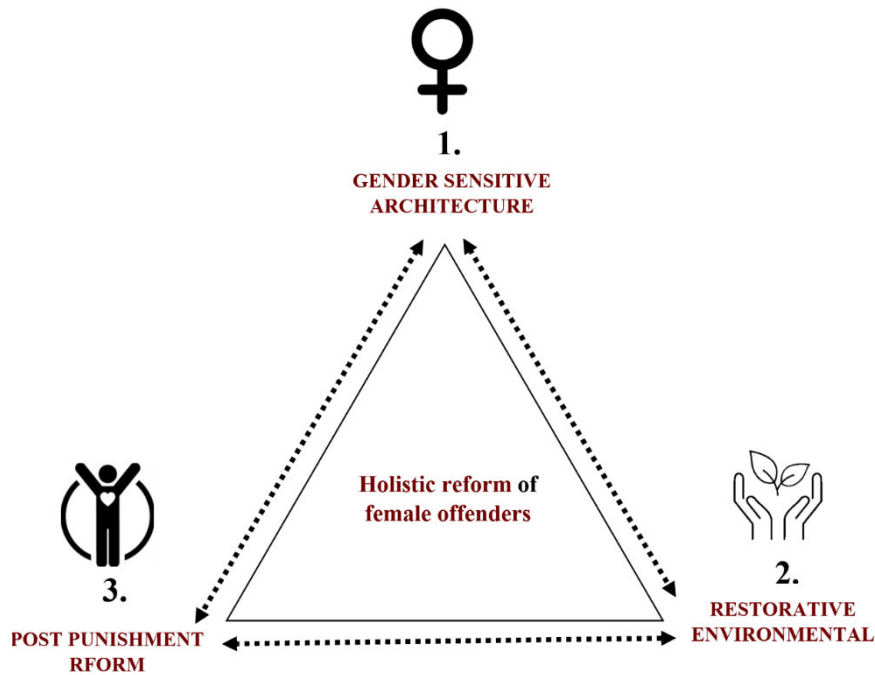 1.
GENDER SENSITIVE
ARCHITECTURE
Holistic reform of
female offenders
3.
POST PUNISHMENT
RFORM
2.
RESTORATIVE
ENVIRONMENTAL